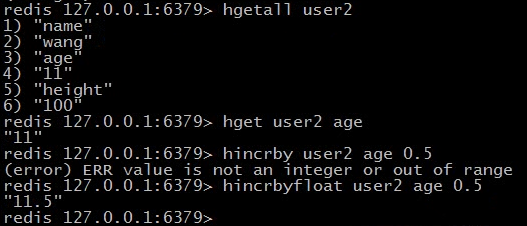 redis 127.0.0.1:6379> hgetall user2
1) "name"
2) "wang"
3) "age"
4) "11"
5) "height"
6) "100"
redis 127.0.0.1:6379> hget user2 age
"11"
redis 127.0.0.1:6379> hincrby user2 age 0.5
(error) ERR value is not an integer or out of range
redis 127.0.0.1:6379> hincrbyfloat user2 age 0.5
"11.5"
redis 127.0.0.1:6379>